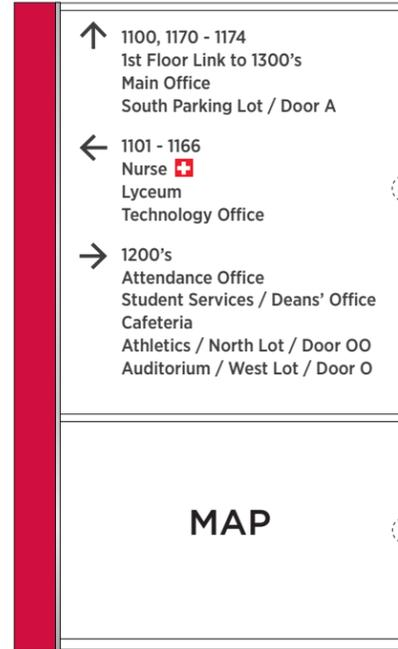 1100, 1170 - 1174
1st Floor Link to 1300's
Main Office
South Parking Lot / Door A
1101 - 1166
Nurse
Lyceum
Technology Office
1200's
Attendance Office
Student Services / Deans' Office
Cafeteria
Athletics / North Lot / Door OO
Auditorium / West Lot / Door O
MAP